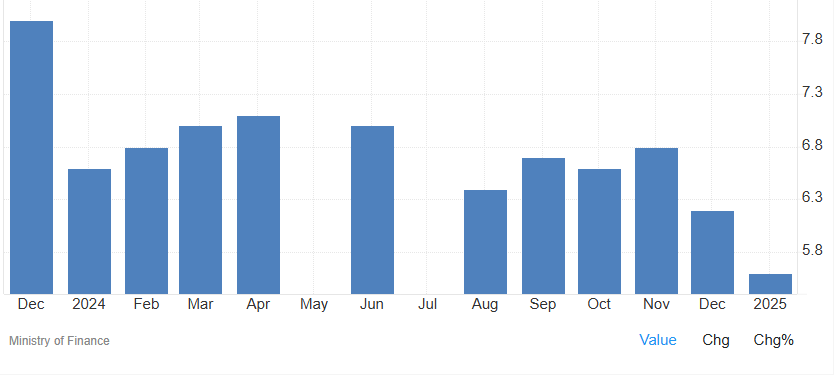 7.8
7.3
6.8
6.3
5.8
Dec 2024 Feb Mar Apr May Jun Jul Aug Sep Oct Nov Dec 2025
Ministry of Finance Value Chg Chg%